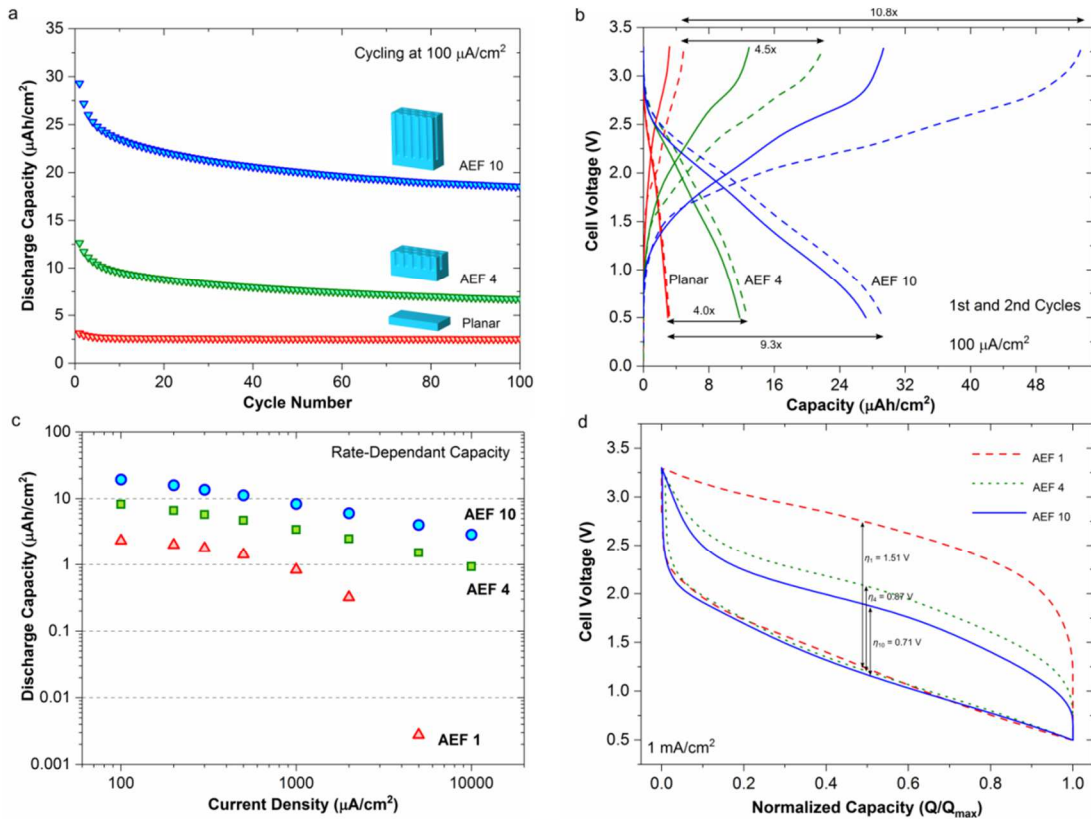 a
Discharge Capacity (µAh/cm²)
35
30
25
20
15
10
5
0
0
20
40
60
80
100
Cycle Number
Cycling at 100 µA/cm²
AEF 10
AEF 4
Planar
b
Cell Voltage (V)
3.5
3.0
2.5
2.0
1.5
1.0
0.5
0.0
0
8
16
24
32
40
48
Capacity (µAh/cm²)
10.8x
4.5x
Planar
AEF 4
AEF 10
4.0x
9.3x
1st and 2nd Cycles
100 µA/cm²
c
Discharge Capacity (µAh/cm²)
100
10
1
0.1
0.01
0.001
100
1000
10000
Current Density (µA/cm²)
Rate-Dependant Capacity
AEF 10
AEF 4
AEF 1
d
Cell Voltage (V)
3.5
3.0
2.5
2.0
1.5
1.0
0.5
0.0
0.2
0.4
0.6
0.8
1.0
Normalized Capacity (Q/Qmax)
AEF 1
AEF 4
AEF 10
η₁ = 1.51 V
η₄ = 0.87 V
η₁₀ = 0.71 V
1 mA/cm²